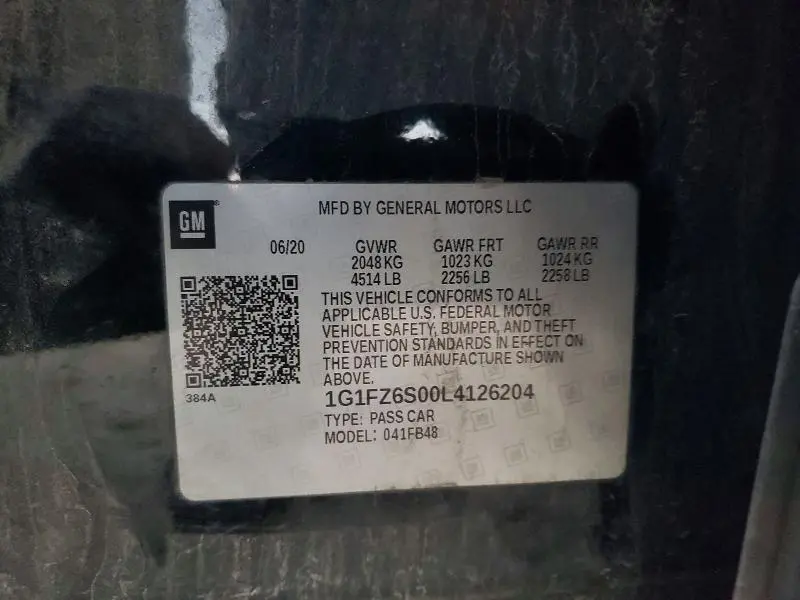 GM
MFD BY GENERAL MOTORS LLC
06/20 GVWR GAWR FRT GAWR RR
2048 KG 1023 KG 1024 KG
4514 LB 2256 LB 2258 LB
THIS VEHICLE CONFORMS TO ALL
APPLICABLE U.S. FEDERAL MOTOR
VEHICLE SAFETY, BUMPER, AND THEFT
PREVENTION STANDARDS IN EFFECT ON
THE DATE OF MANUFACTURE SHOWN
ABOVE.
384A
1G1FZ6S00L4126204
TYPE: PASS CAR
MODEL: 041FB48